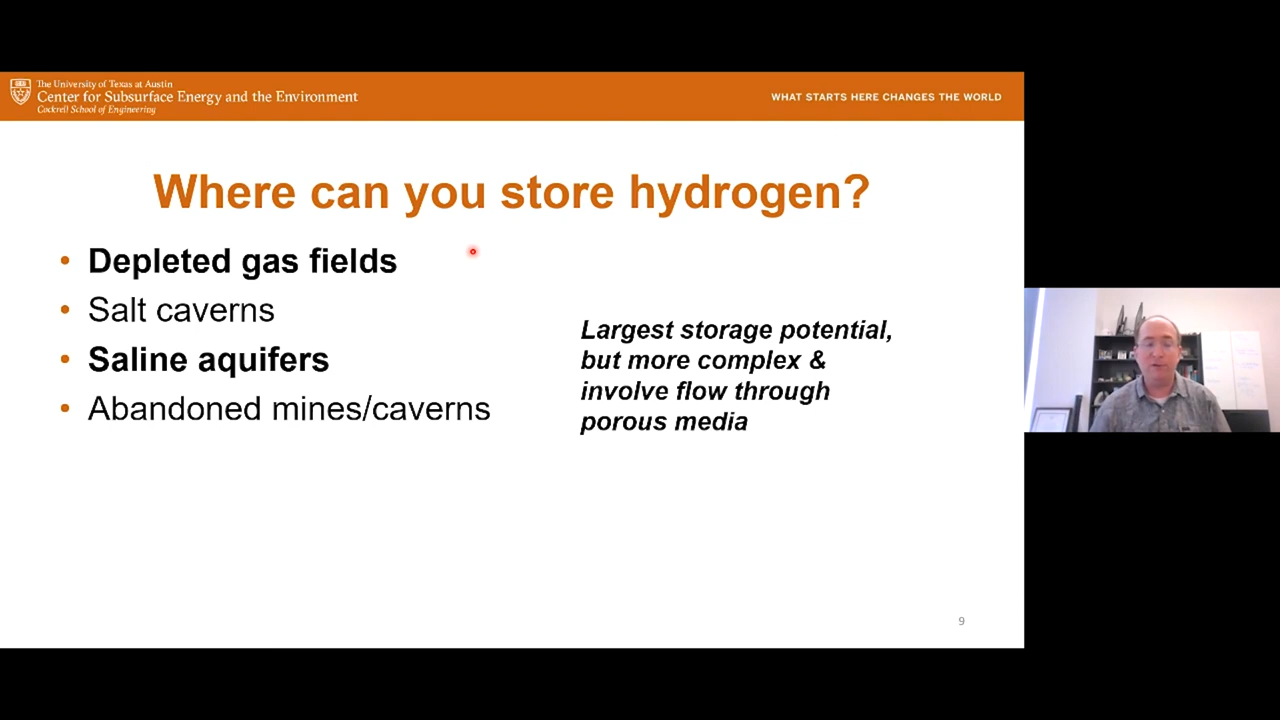 The University of Texas at Austin
Center for Subsurface Energy and the Environment
Cockrell School of Engineering
WHAT STARTS HERE CHANGES THE WORLD
Where can you store hydrogen?
• Depleted gas fields
• Salt caverns
• Saline aquifers
• Abandoned mines/caverns
Largest storage potential,
but more complex &
involve flow through
porous media
9